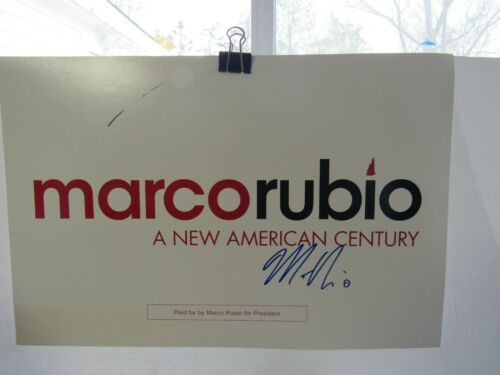 marcorubio
A NEW AMERICAN CENTURY
Paid for by Marco Rubio for President